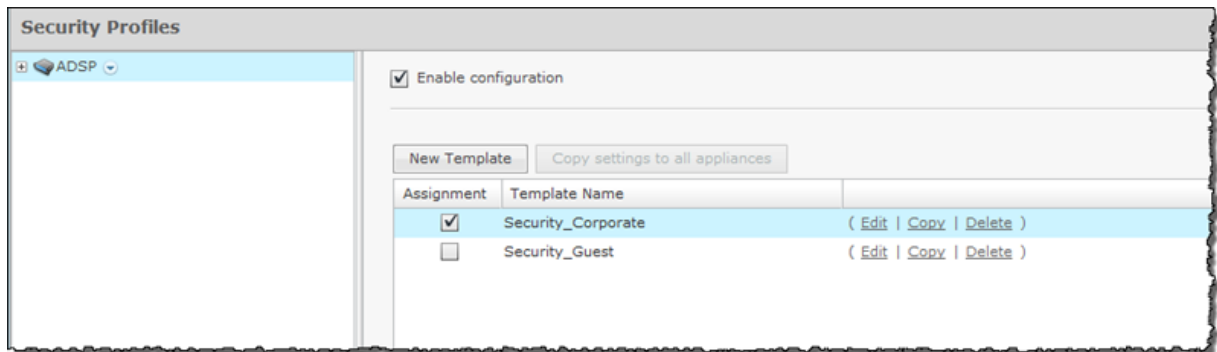 Security Profiles
ADSP
Enable configuration
New Template Copy settings to all appliances
Assignment Template Name
Security_Corporate ( Edit | Copy | Delete )
Security_Guest ( Edit | Copy | Delete )